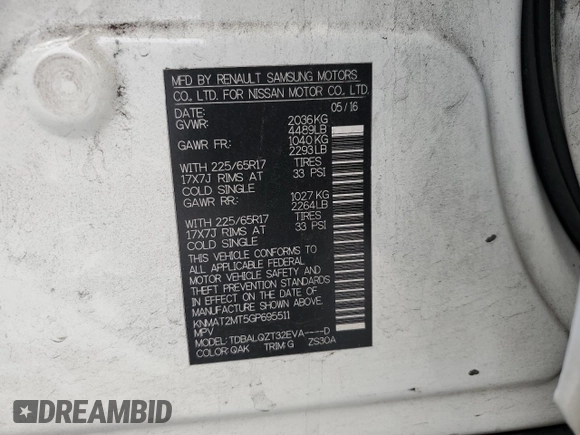 MFD BY RENAULT SAMSUNG MOTORS
CO., LTD. FOR NISSAN MOTOR CO., LTD.
DATE: 05/16
GVWR: 2036KG
4489LB
GAWR FR: 1040KG
2293LB
WITH 225/65R17 TIRES
17X7J RIMS AT 33 PSI
COLD SINGLE
GAWR RR: 1027KG
2264LB
WITH 225/65R17 TIRES
17X7J RIMS AT 33 PSI
COLD SINGLE
THIS VEHICLE CONFORMS TO
ALL APPLICABLE FEDERAL
MOTOR VEHICLE SAFETY AND
THEFT PREVENTION STANDARDS
IN EFFECT ON THE DATE OF
MANUFACTURE SHOWN ABOVE.
KNMAT2MT5GP695511
MPV
MODEL: TDBALQZT32EVA----D
COLOR: QAK TRIM: G ZS30A
DREAMBID